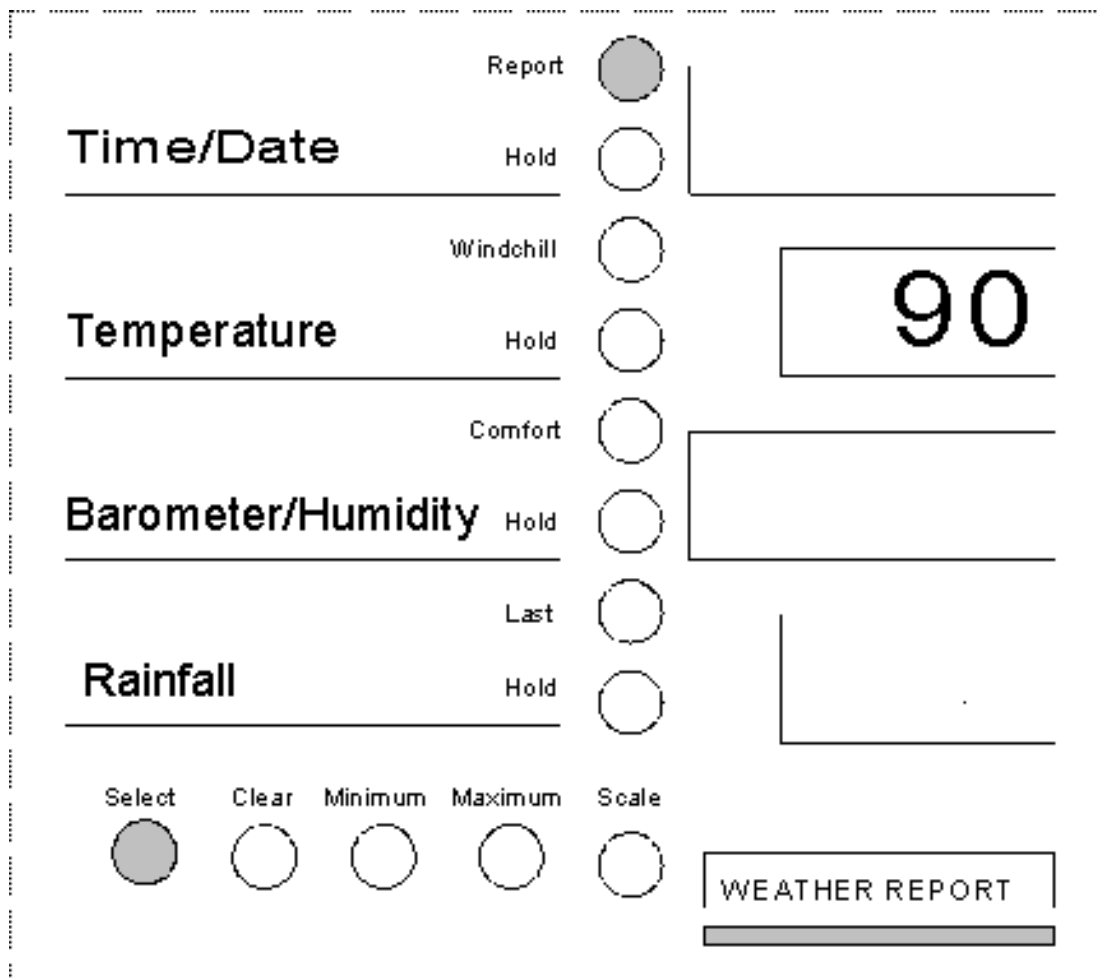 Report
Time/Date Hold
Windchill
90
Temperature Hold
Comfort
Barometer/Humidity Hold
Last
Rainfall Hold
Select Clear Minimum Maximum Scale
WEATHER REPORT